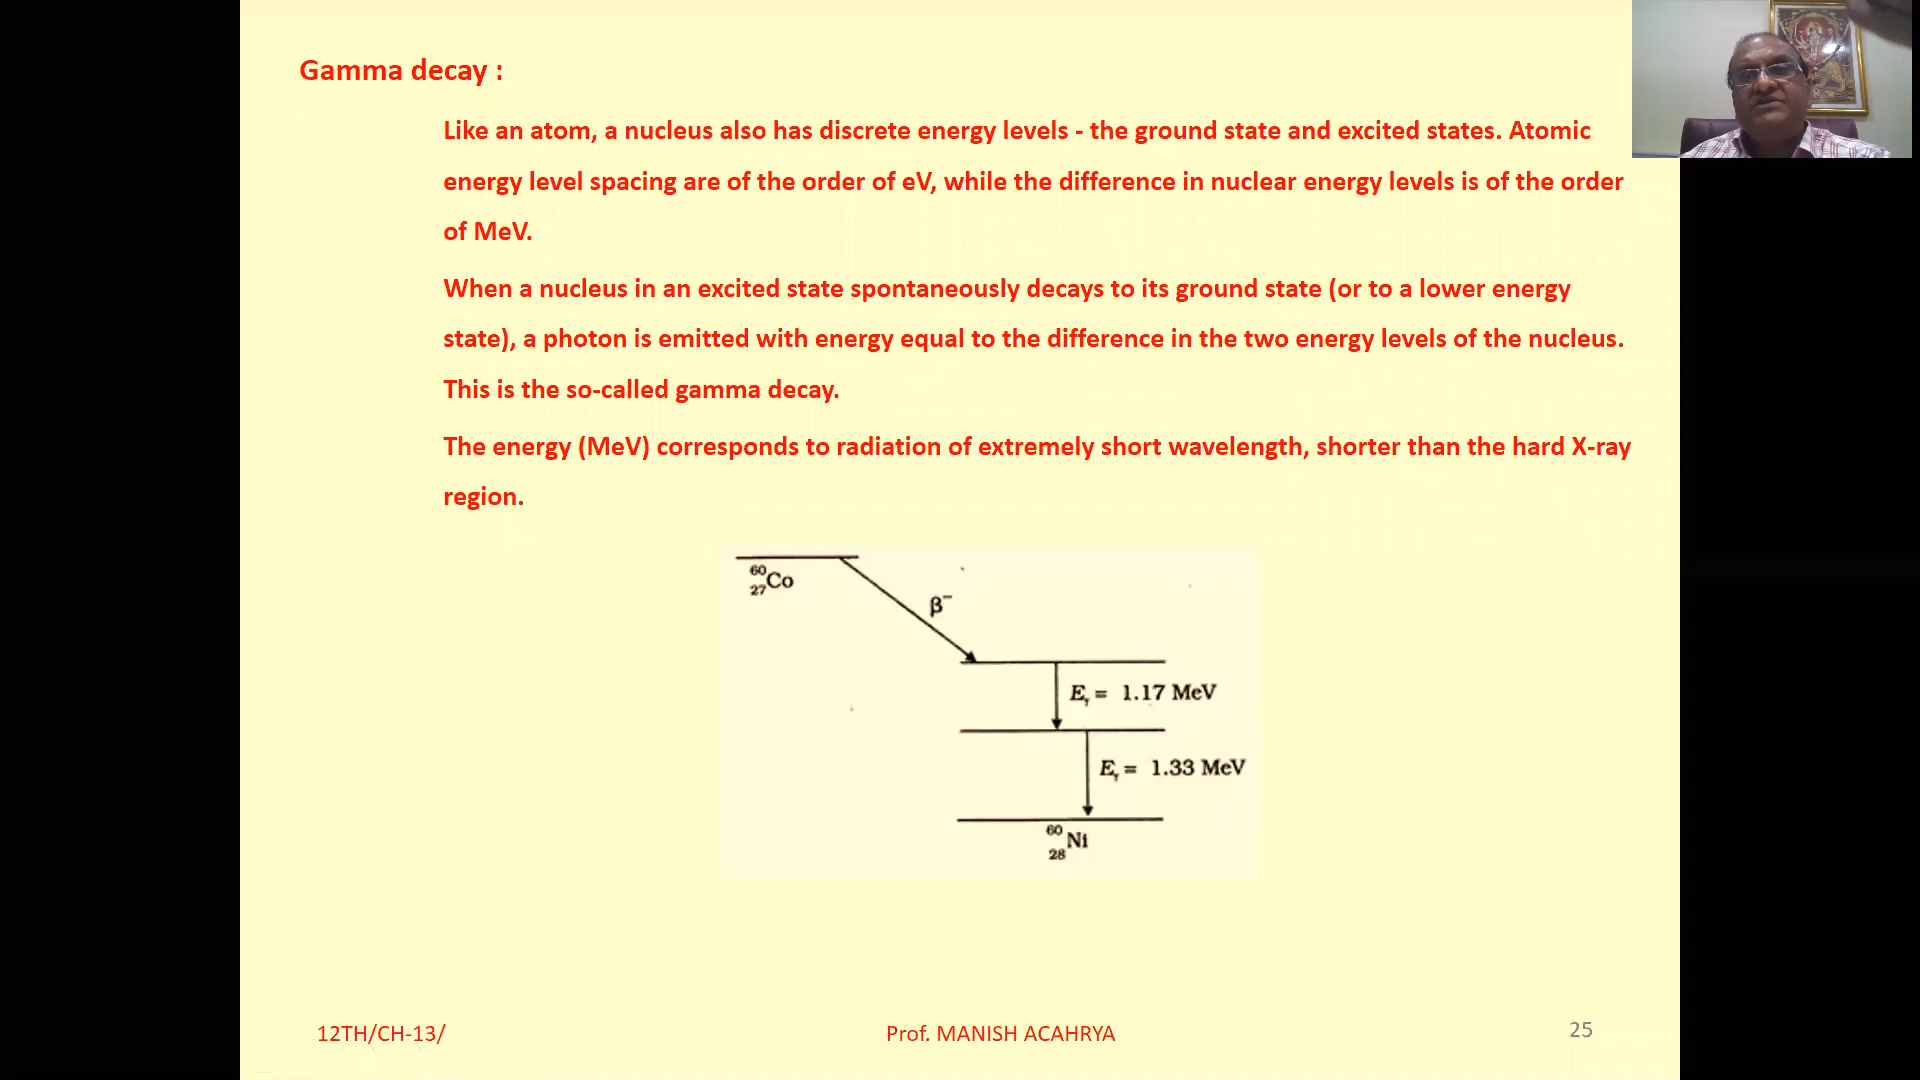 Gamma decay :
Like an atom, a nucleus also has discrete energy levels - the ground state and excited states. Atomic
energy level spacing are of the order of eV, while the difference in nuclear energy levels is of the order
of MeV.
When a nucleus in an excited state spontaneously decays to its ground state (or to a lower energy
state), a photon is emitted with energy equal to the difference in the two energy levels of the nucleus.
This is the so-called gamma decay.
The energy (MeV) corresponds to radiation of extremely short wavelength, shorter than the hard X-ray
region.
⁶⁰₂₇Co
β⁻
Eᵧ = 1.17 MeV
Eᵧ = 1.33 MeV
⁶⁰₂₈Ni
12TH/CH-13/
Prof. MANISH ACAHRYA
25